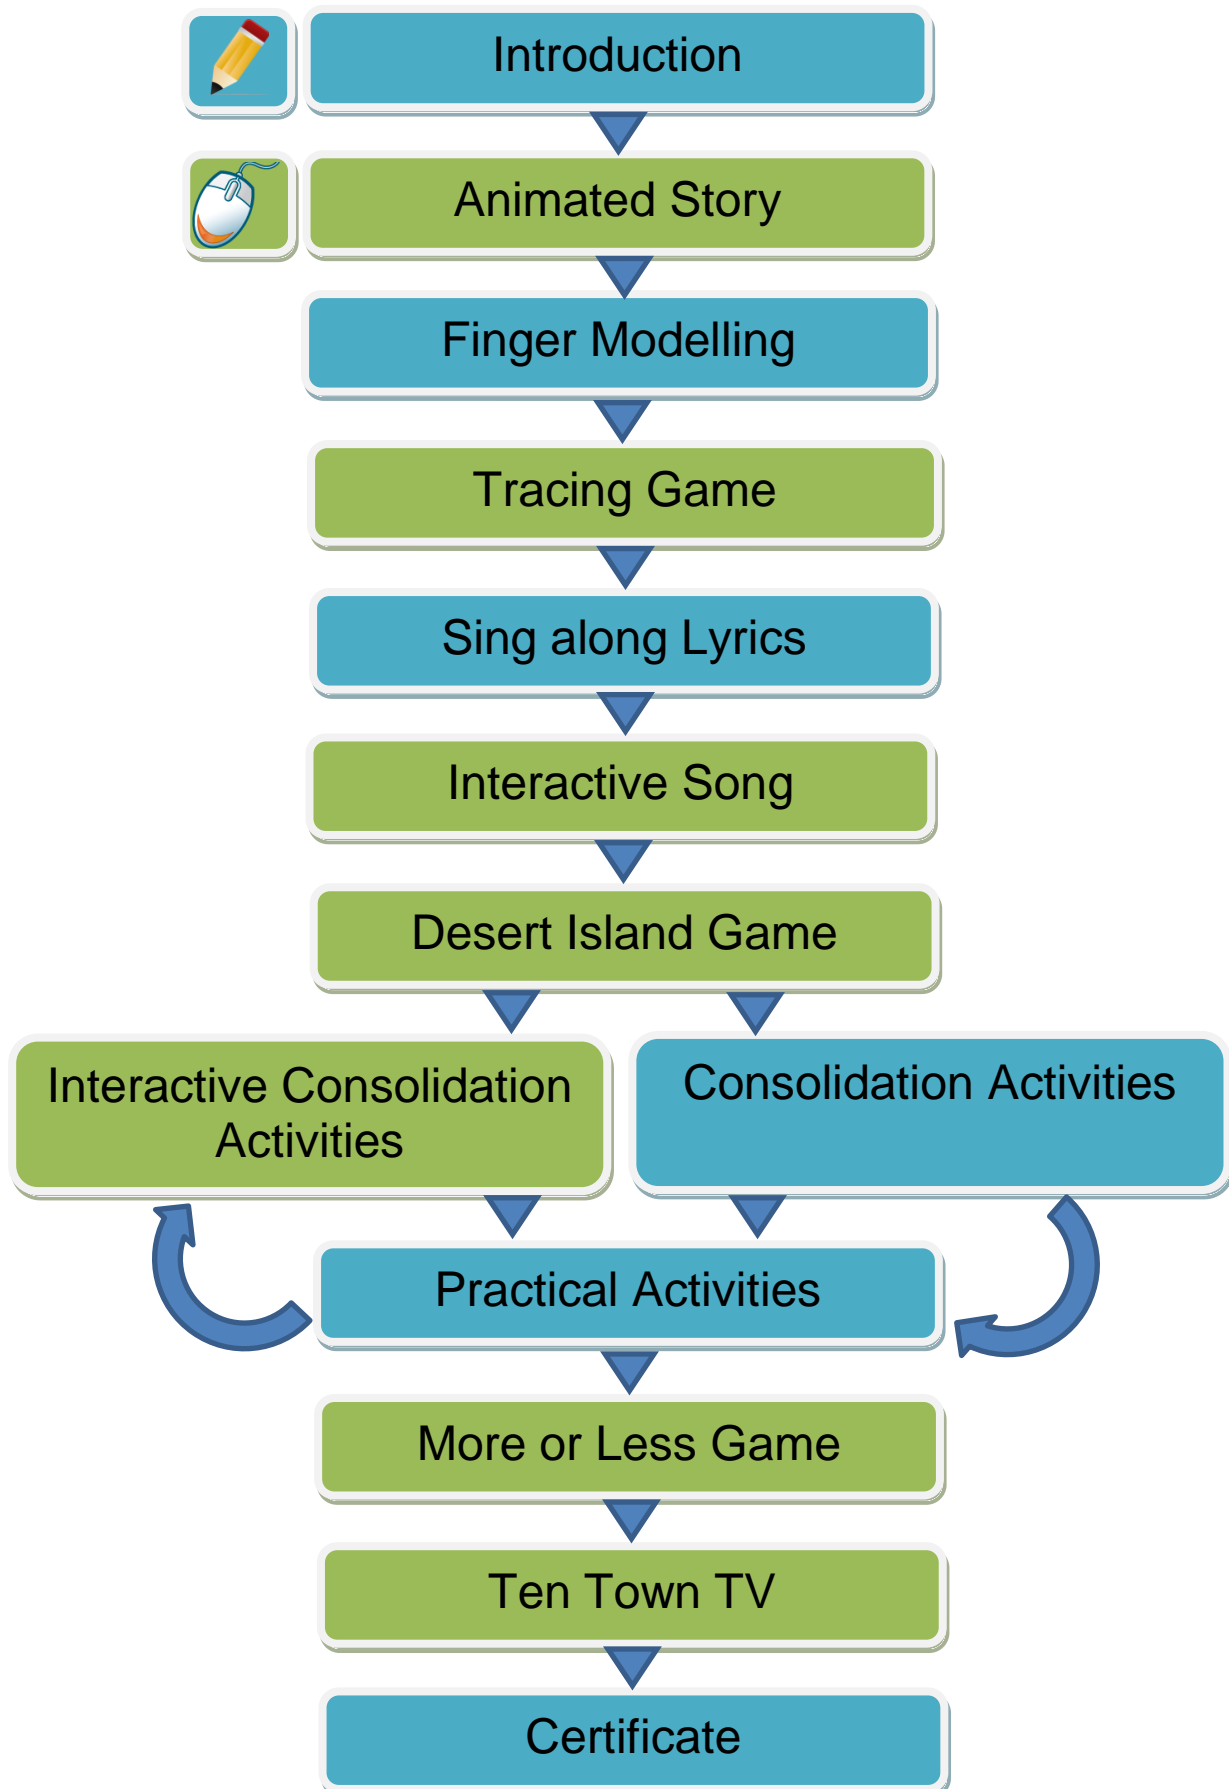 Introduction
Animated Story
Finger Modelling
Tracing Game
Sing along Lyrics
Interactive Song
Desert Island Game
Interactive Consolidation
Activities
Consolidation Activities
Practical Activities
More or Less Game
Ten Town TV
Certificate